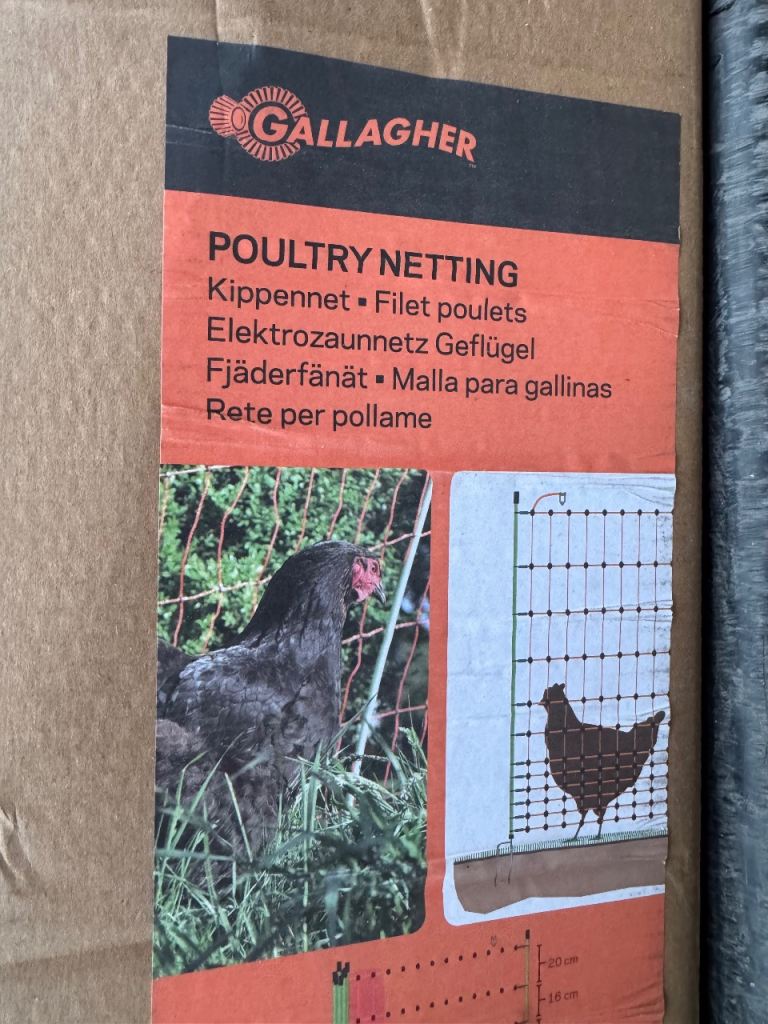 GALLAGHER
POULTRY NETTING
Kippennet ▪ Filet poulets
Elektrozaunnetz Geflügel
Fjäderfänät ▪ Malla para gallinas
Rete per pollame
20 cm
16 cm